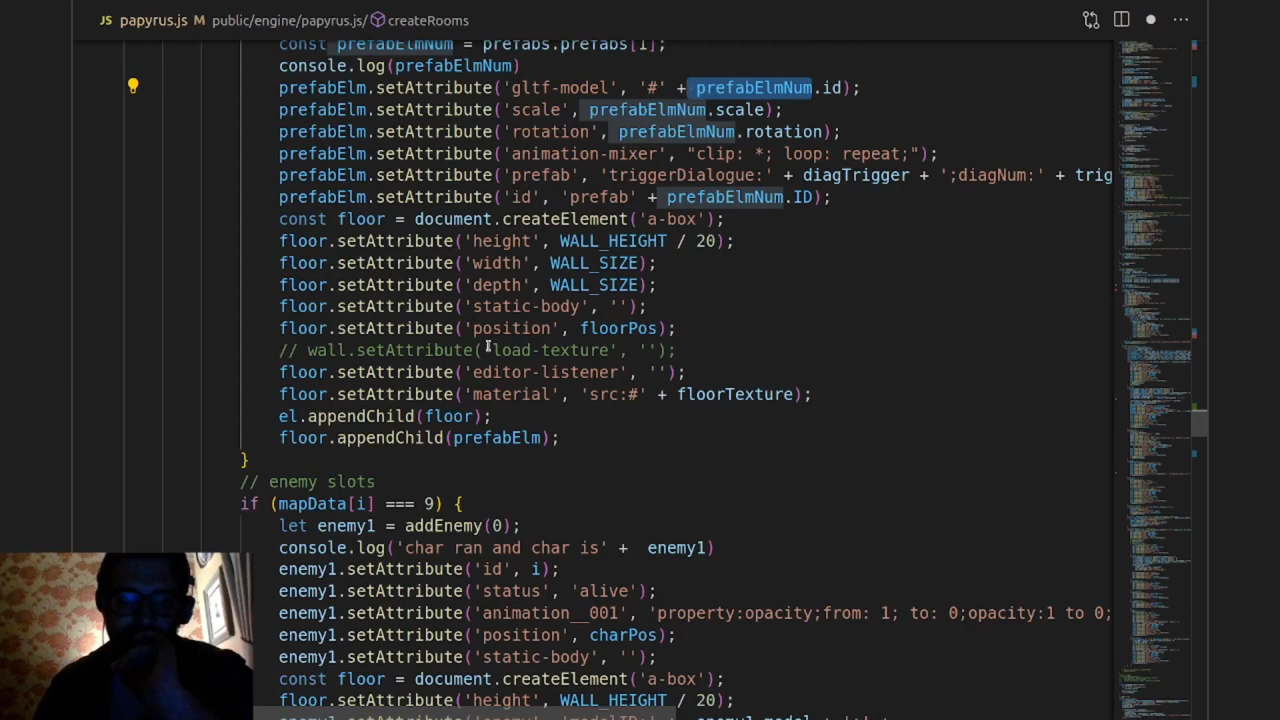 JS papyrus.js M public/engine/papyrus.js/ createRooms ...
const prefabElmNum = prefabs.prefabs[1];
console.log(prefabElmNum)
prefabElm.setAttribute('gltf-model', '#' + prefabElmNum.id);
prefabElm.setAttribute('scale', prefabElmNum.scale);
prefabElm.setAttribute('rotation', prefabElmNum.rotation);
prefabElm.setAttribute('animation-mixer', "clip: *; loop: repeat;");
prefabElm.setAttribute('prefab', 'triggerDialogue:' + diagTrigger + ';diagNum:' + trig
prefabElm.setAttribute('id', 'prefab' + prefabElmNum.ID);
const floor = document.createElement('a-box');
floor.setAttribute('height', WALL_HEIGHT / 20);
floor.setAttribute('width', WALL_SIZE);
floor.setAttribute('depth', WALL_SIZE);
floor.setAttribute('static-body', '');
floor.setAttribute('position', floorPos);
// wall.setAttribute('load-texture', '');
floor.setAttribute('editor-listener', '');
floor.setAttribute('material', 'src:#' + floorTexture);
el.appendChild(floor);
floor.appendChild(prefabElm);
}
// enemy slots
if (mapData[i] === 9) {
let enemy1 = addEnemy(0);
console.log('char ran and char is' + enemy1)
enemy1.setAttribute('id', i);
enemy1.setAttribute('status', 'alive');
enemy1.setAttribute('animation__001', 'property:opacity;from: 1; to: 0;opacity:1 to 0;
enemy1.setAttribute('position', charPos);
enemy1.setAttribute('static-body', '');
const floor = document.createElement('a-box');
floor.setAttribute('height', WALL_HEIGHT / 20);